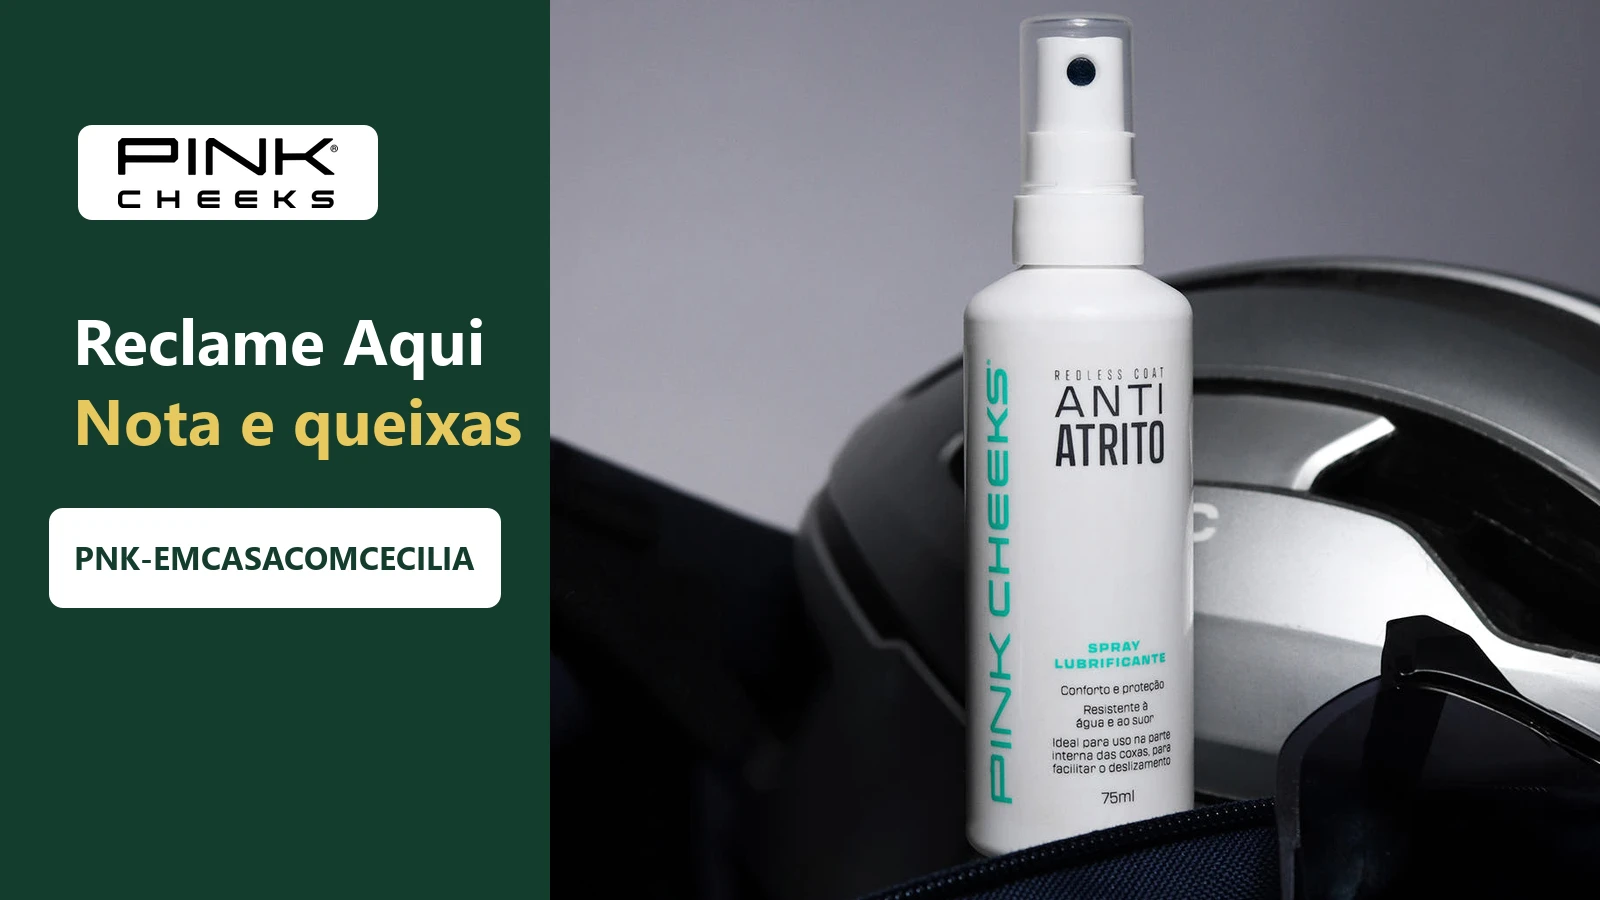 PINK®
CHEEKS
Reclame Aqui
Nota e queixas
PNK-EMCASACOMCECILIA
PINK CHEEKS®
REDLESS COAT
ANTI
ATRITO
SPRAY
LUBRIFICANTE
Conforto e proteção
Resistente à
água e ao suor
Ideal para uso na parte
interna das coxas, para
facilitar o deslizamento
75ml
C